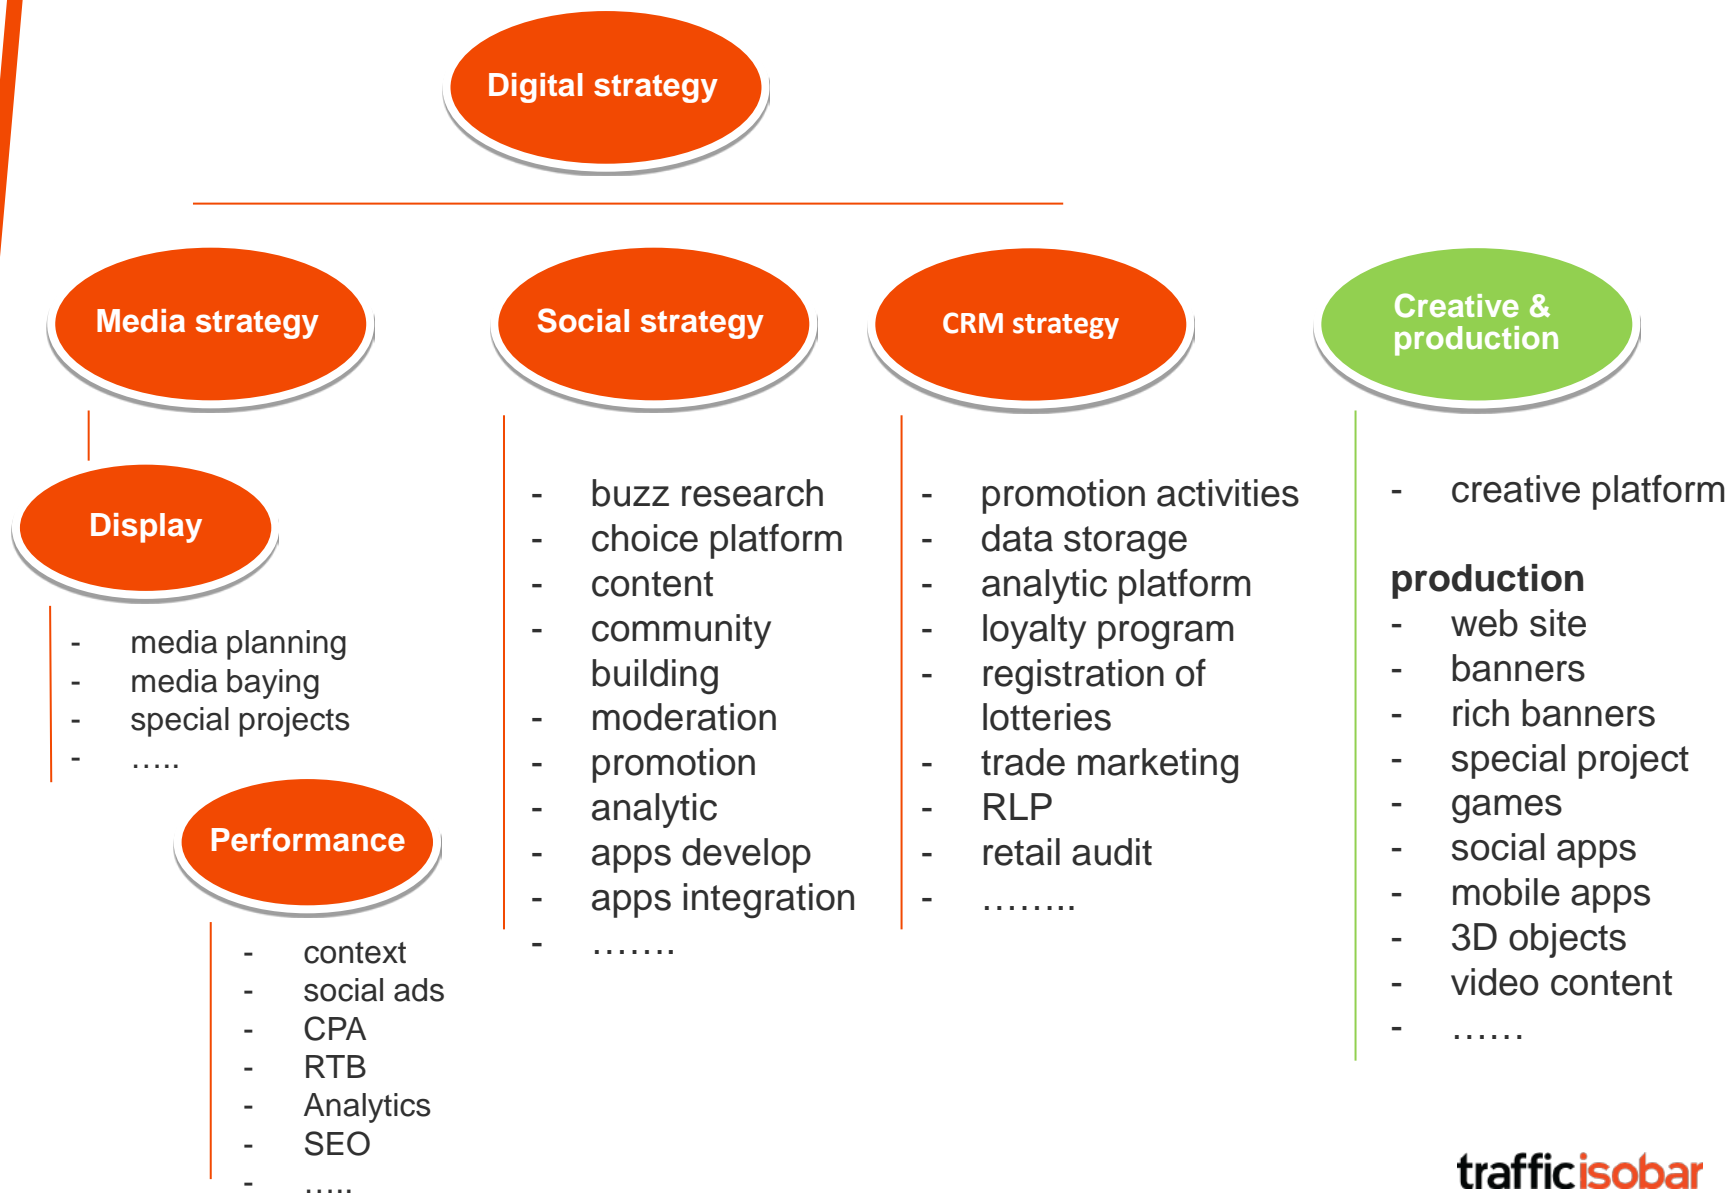 Digital strategy
Media strategy
Display
- media planning
- media baying
- special projects
- …..
Performance
- context
- social ads
- CPA
- RTB
- Analytics
- SEO
- …..
Social strategy
- buzz research
- choice platform
- content
- community
building
- moderation
- promotion
- analytic
- apps develop
- apps integration
- …….
CRM strategy
- promotion activities
- data storage
- analytic platform
- loyalty program
- registration of
lotteries
- trade marketing
- RLP
- retail audit
- ……..
Creative &
production
- creative platform
production
- web site
- banners
- rich banners
- special project
- games
- social apps
- mobile apps
- 3D objects
- video content
- ……
trafficisobar